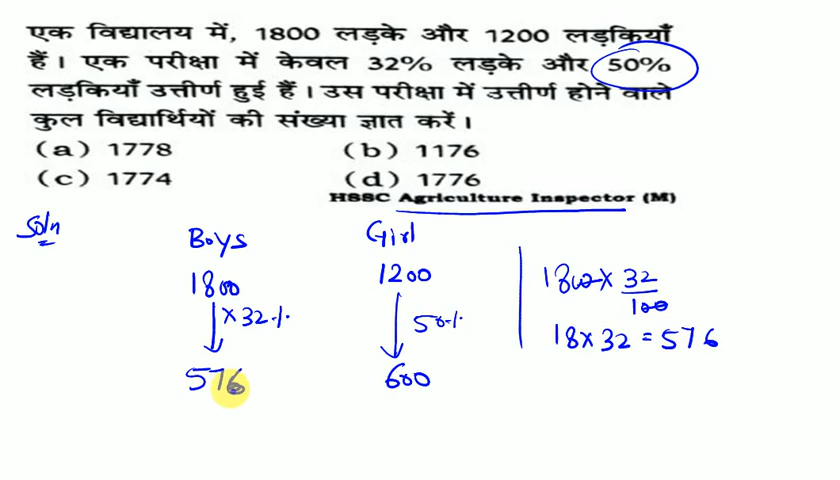 एक विद्यालय में, 1800 लड़के और 1200 लड़कियाँ
हैं। एक परीक्षा में केवल 32% लड़के और 50%
लड़कियाँ उत्तीर्ण हुई हैं। उस परीक्षा में उत्तीर्ण होने वाले
कुल विद्यार्थियों की संख्या ज्ञात करें।
(a) 1778 (b) 1176
(c) 1774 (d) 1776
HSSC Agriculture Inspector (M)
Soln
Boys Girl
1800 1200
× 32% 50%
576 600
1800 × 32/100
18 × 32 = 576